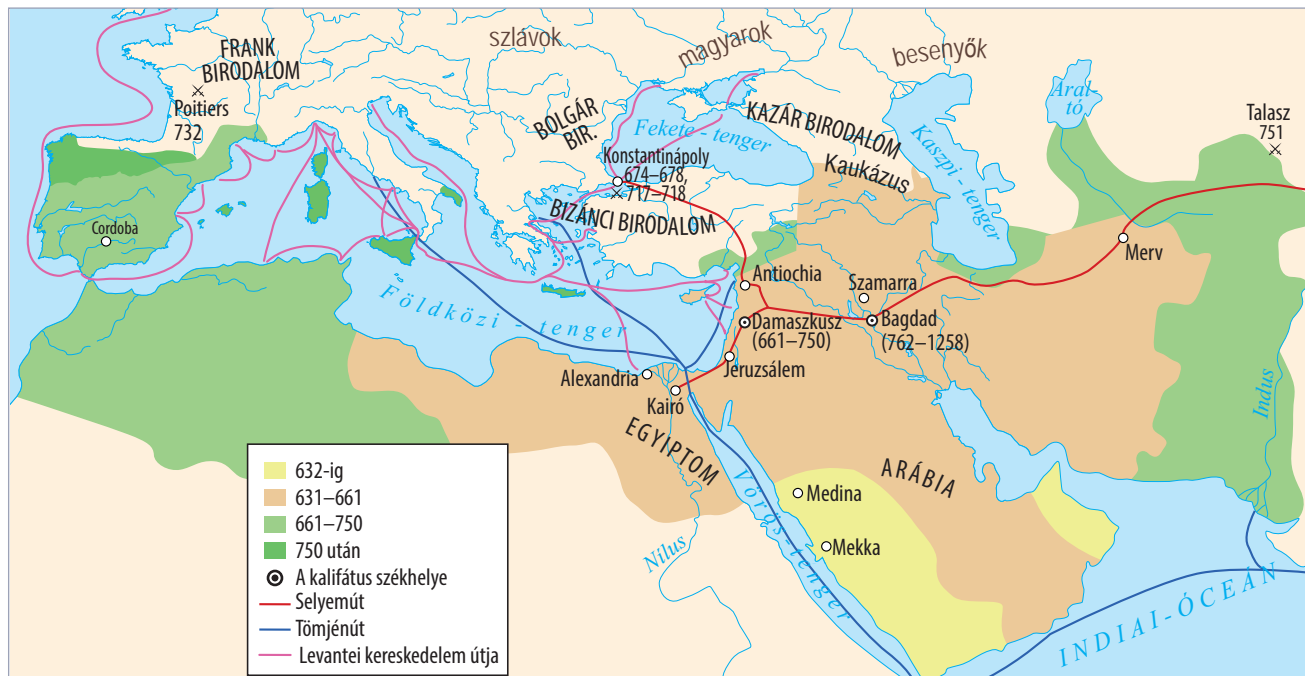 szlávok
magyarok
besenyők
FRANK
BIRODALOM
Poitiers
732
BOLGÁR
BIR.
Fekete - tenger
KAZÁR BIRODALOM
Kaukázus
Kaszpi - tenger
Aral-
tó
Talasz
751
Konstantinápoly
674–678,
717–718
BIZÁNCI BIRODALOM
Cordoba
Merv
Antiochia
Szamarra
Bagdad
(762–1258)
Damaszkusz
(661–750)
Földközi - tenger
Jeruzsálem
Alexandria
Kairó
EGYIPTOM
Nílus
Vörös-tenger
ARÁBIA
Medina
Mekka
Indus
INDIAI-ÓCEÁN
632-ig
631–661
661–750
750 után
A kalifátus székhelye
Selyemút
Tömjénút
Levantei kereskedelem útja